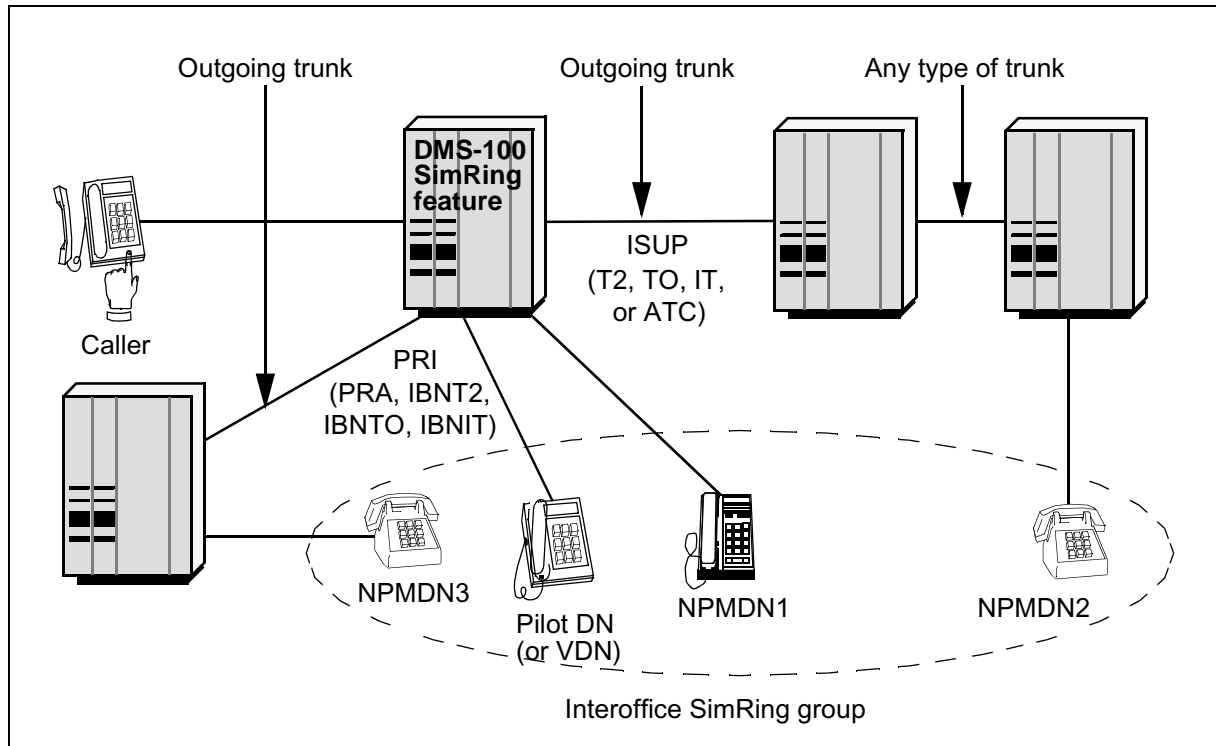 Outgoing trunk
Outgoing trunk
Any type of trunk
DMS-100
SimRing
feature
ISUP
(T2, TO, IT,
or ATC)
Caller
PRI
(PRA, IBNT2,
IBNTO, IBNIT)
NPMDN3
Pilot DN
(or VDN)
NPMDN1
NPMDN2
Interoffice SimRing group